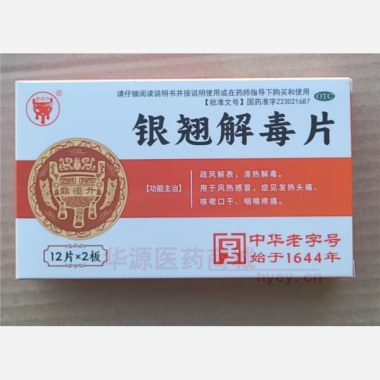 请仔细阅读说明书并按说明使用或在药师指导下购买和使用
【批准文号】国药准字Z23021687
OTC
银翘解毒片
疏风解表，清热解毒。
【功能主治】
用于风热感冒，症见发热头痛、
咳嗽口干、咽喉疼痛。
鼎恒升
12片×2板
中华老字号
始于1644年
华源医药
hyey.cn